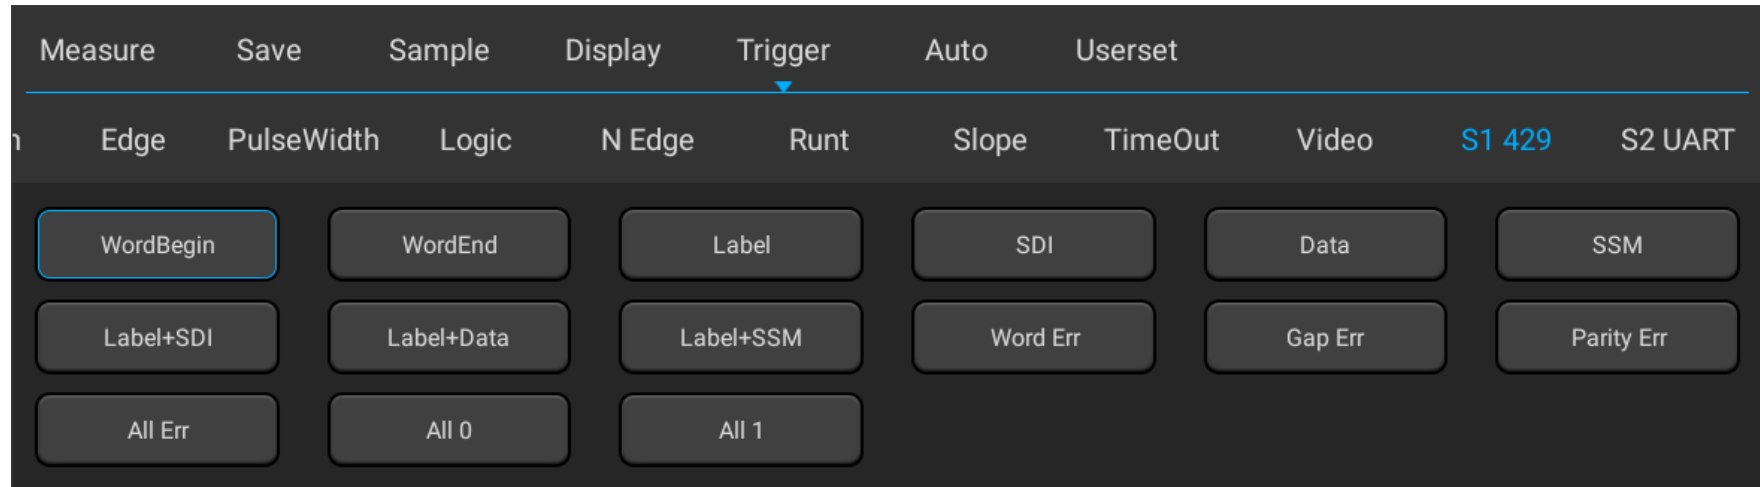 Measure Save Sample Display Trigger Auto Userset
Edge PulseWidth Logic N Edge Runt Slope TimeOut Video S1 429 S2 UART
WordBegin WordEnd Label SDI Data SSM
Label+SDI Label+Data Label+SSM Word Err Gap Err Parity Err
All Err All 0 All 1